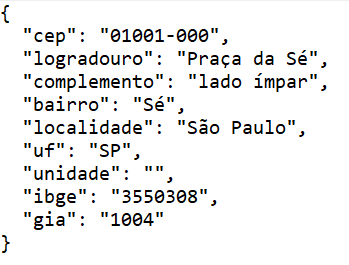 {
  "cep": "01001-000",
  "logradouro": "Praça da Sé",
  "complemento": "lado ímpar",
  "bairro": "Sé",
  "localidade": "São Paulo",
  "uf": "SP",
  "unidade": "",
  "ibge": "3550308",
  "gia": "1004"
}